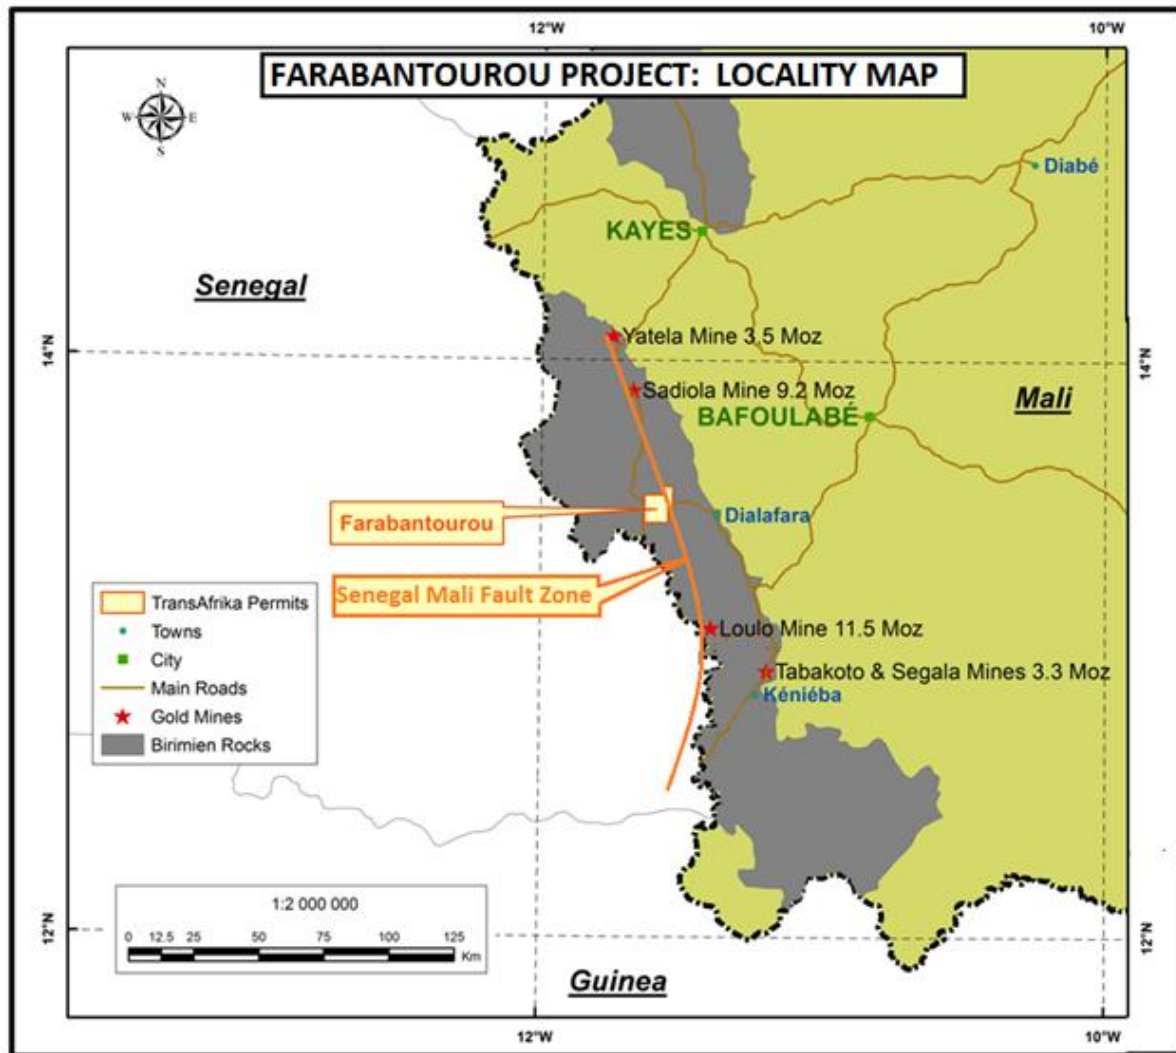 12°W
10°W
FARABANTOUROU PROJECT: LOCALITY MAP
N
W E
S
Diabé
KAYES
Senegal
14°N
14°N
Yatela Mine 3.5 Moz
Sadiola Mine 9.2 Moz
Mali
BAFOULABÉ
Farabantourou
Dialafara
Senegal Mali Fault Zone
TransAfrika Permits
Towns
City
Main Roads
Gold Mines
Birimien Rocks
Loulo Mine 11.5 Moz
Tabakoto & Segala Mines 3.3 Moz
Kéniéba
1:2 000 000
0 12.5 25 50 75 100 125
Km
12°N
12°N
Guinea
12°W
10°W